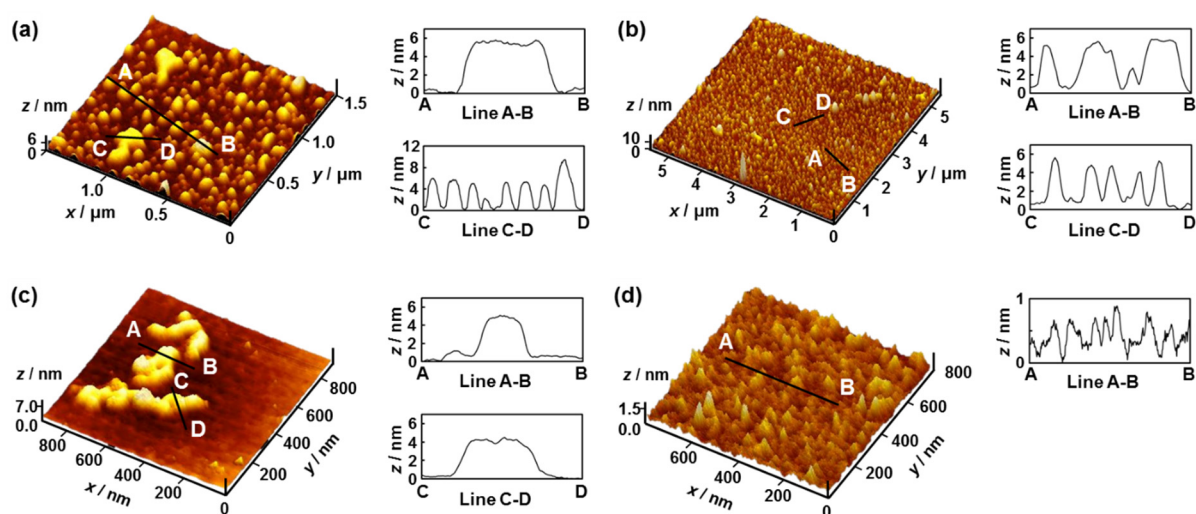 (a)
z / nm
6
0
A
B
C
D
1.0
0.5
0
x / μm
0.5
1.0
1.5
y / μm
z / nm
6
4
2
0
A
B
Line A-B
z / nm
12
8
4
0
C
D
Line C-D
(b)
z / nm
10
0
C
D
A
B
5
4
3
2
1
0
x / μm
1
2
3
4
5
y / μm
z / nm
6
4
2
0
A
B
Line A-B
z / nm
6
4
2
0
C
D
Line C-D
(c)
z / nm
7.0
0.0
A
B
C
D
800
600
400
200
0
x / nm
200
400
600
800
y / nm
z / nm
6
4
2
0
A
B
Line A-B
z / nm
6
4
2
0
C
D
Line C-D
(d)
z / nm
1.5
0.0
A
B
600
400
200
0
x / nm
200
400
600
800
y / nm
z / nm
1
0
A
B
Line A-B